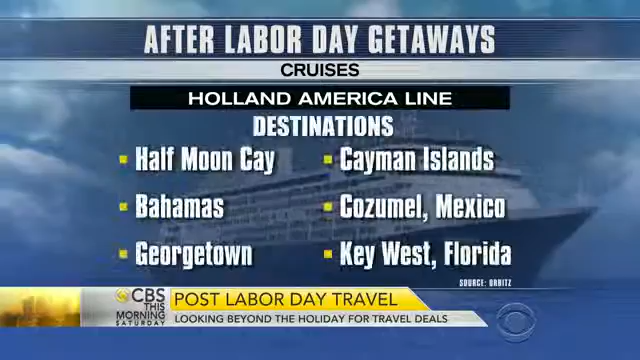 AFTER LABOR DAY GETAWAYS
CRUISES
HOLLAND AMERICA LINE
DESTINATIONS
Half Moon Cay
Cayman Islands
Bahamas
Cozumel, Mexico
Georgetown
Key West, Florida
SOURCE: ORBITZ
CBS
THIS
MORNING
SATURDAY
POST LABOR DAY TRAVEL
LOOKING BEYOND THE HOLIDAY FOR TRAVEL DEALS